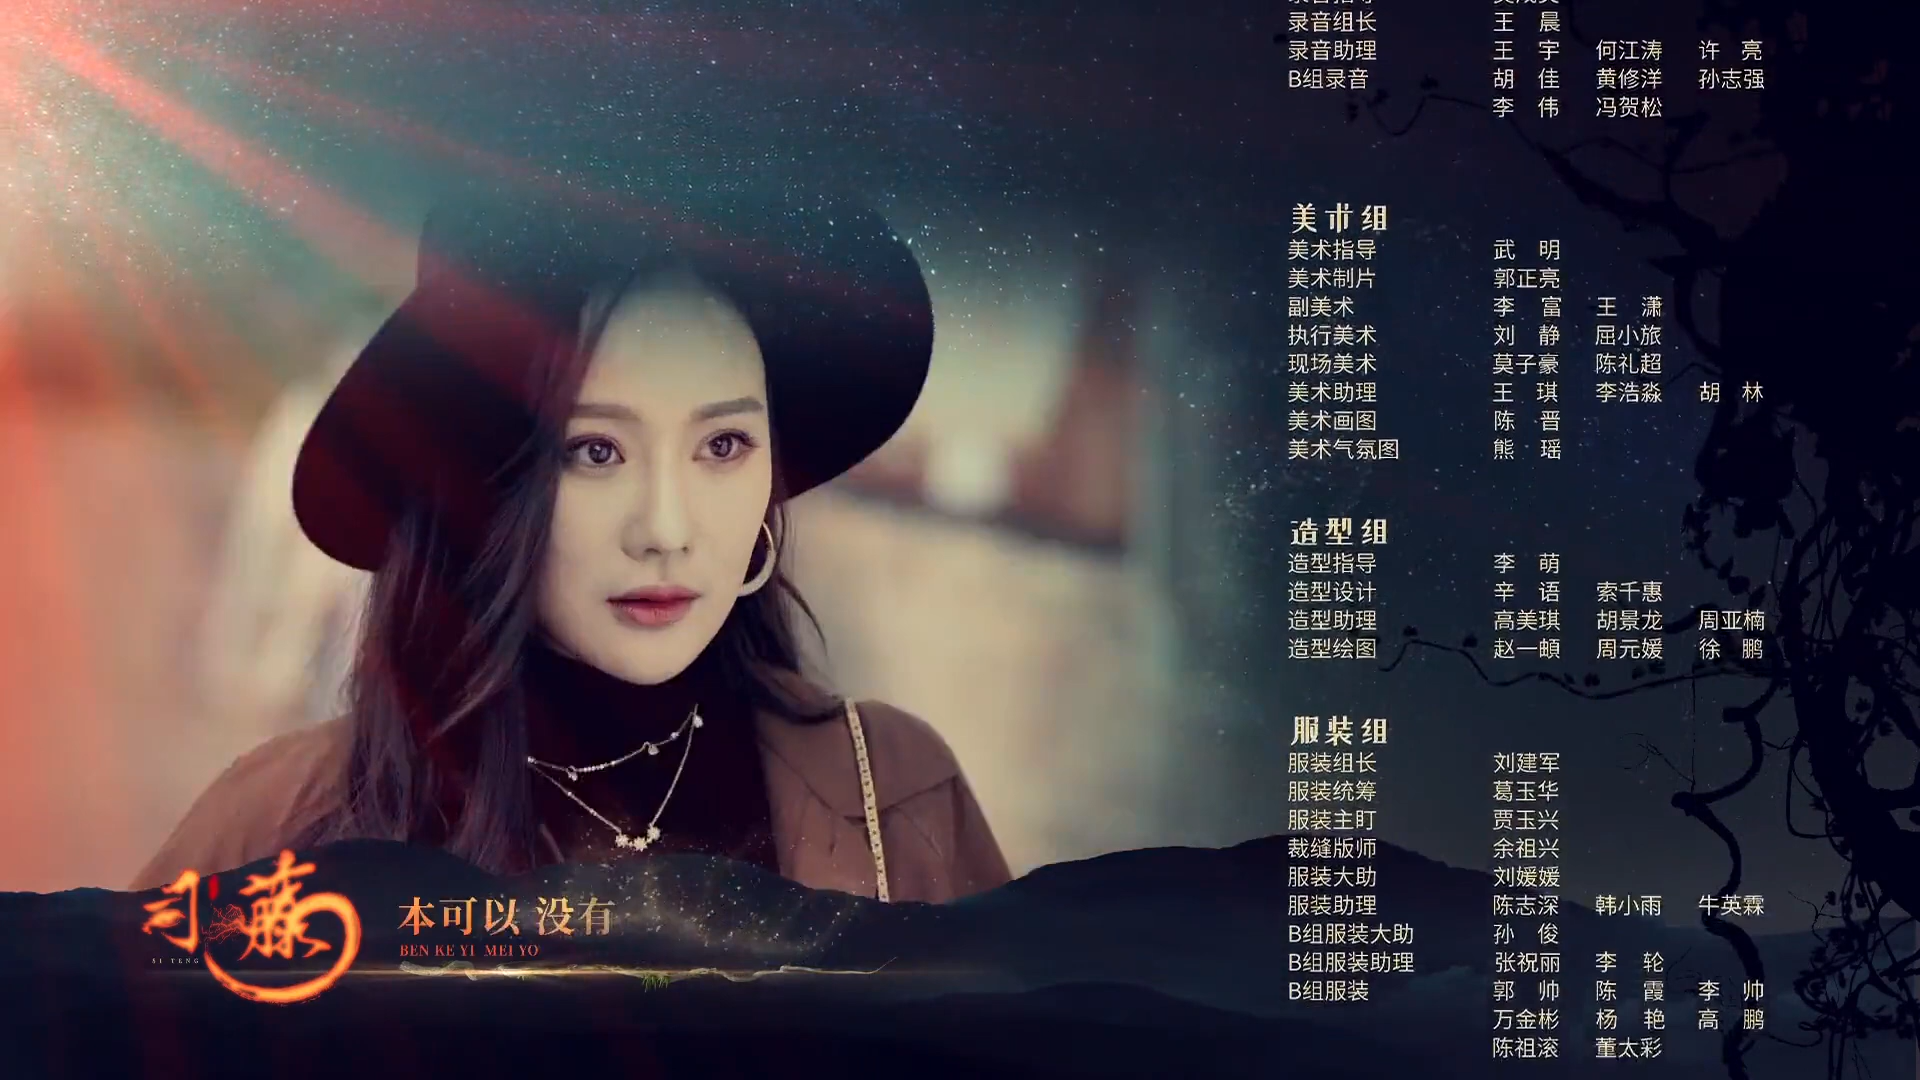 录音组长 王 晨
录音助理 王 宇 何江涛 许 亮
B组录音 胡 佳 黄修洋 孙志强
李 伟 冯贺松
美术组
美术指导 武 明
美术制片 郭正亮
副美术 李 富 王 潇
执行美术 刘 静 屈小旅
现场美术 莫子豪 陈礼超
美术助理 王 琪 李浩淼 胡 林
美术画图 陈 晋
美术气氛图 熊 瑶
造型组
造型指导 李 萌
造型设计 辛 语 索千惠
造型助理 高美琪 胡景龙 周亚楠
造型绘图 赵一頔 周元媛 徐 鹏
服装组
服装组长 刘建军
服装统筹 葛玉华
服装主盯 贾玉兴
裁缝版师 余祖兴
服装大助 刘媛媛
服装助理 陈志深 韩小雨 牛英霖
B组服装大助 孙 俊
B组服装助理 张祝丽 李 轮
B组服装 郭 帅 陈 霞 李 帅
万金彬 杨 艳 高 鹏
陈祖滚 董太彩
司藤
SI TENG
本可以 没有
BEN KE YI MEI YO